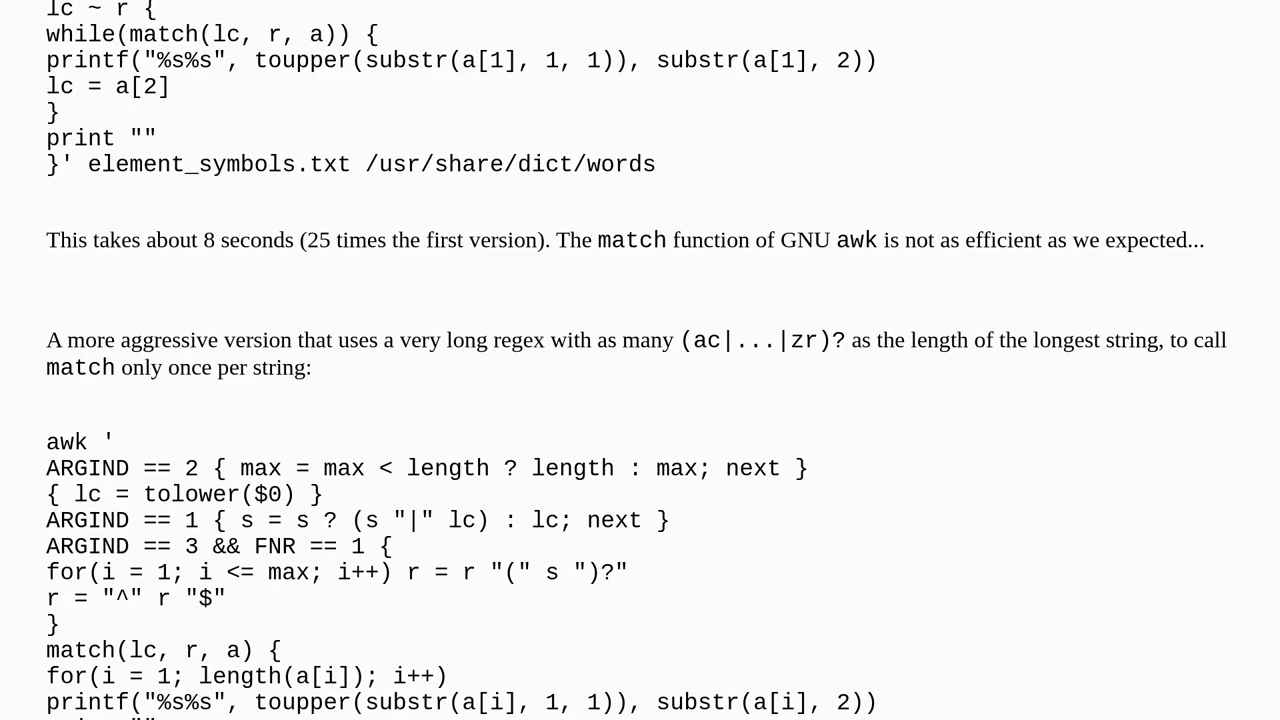 lc ~ r {
while(match(lc, r, a)) {
printf("%s%s", toupper(substr(a[1], 1, 1)), substr(a[1], 2))
lc = a[2]
}
print ""
}' element_symbols.txt /usr/share/dict/words
This takes about 8 seconds (25 times the first version). The match function of GNU awk is not as efficient as we expected...
A more aggressive version that uses a very long regex with as many (ac|...|zr)? as the length of the longest string, to call
match only once per string:
awk '
ARGIND == 2 { max = max < length ? length : max; next }
{ lc = tolower($0) }
ARGIND == 1 { s = s ? (s "|" lc) : lc; next }
ARGIND == 3 && FNR == 1 {
for(i = 1; i <= max; i++) r = r "(" s ")?"
r = "^" r "$"
}
match(lc, r, a) {
for(i = 1; length(a[i]); i++)
printf("%s%s", toupper(substr(a[i], 1, 1)), substr(a[i], 2))